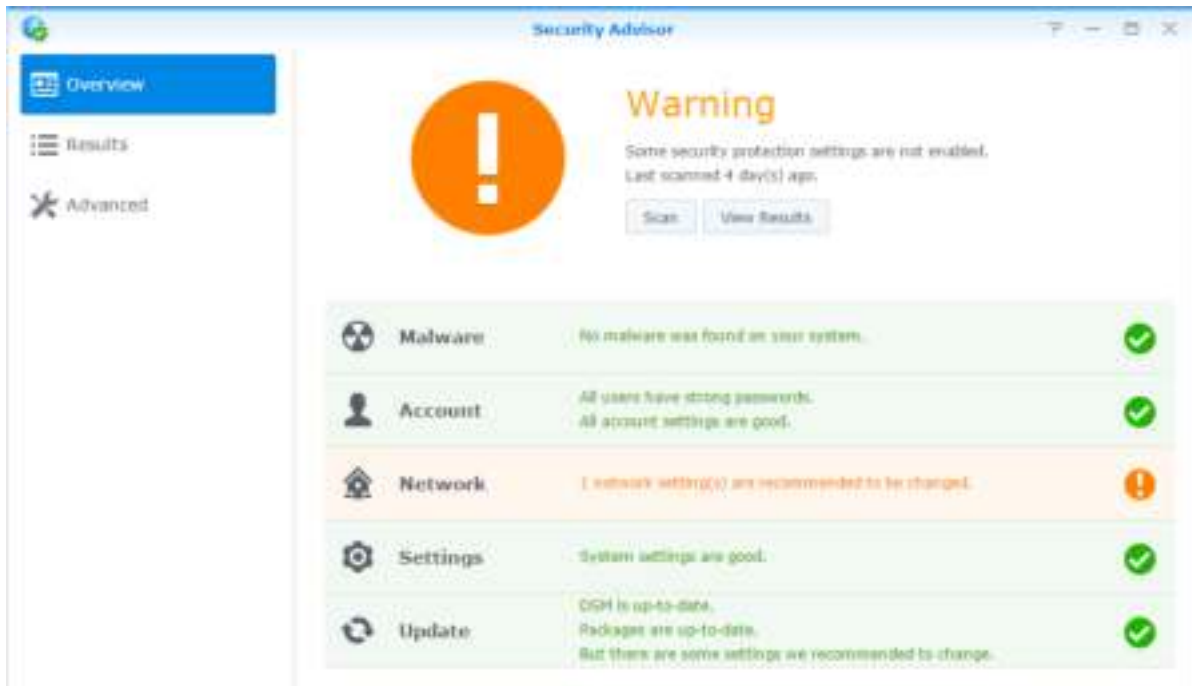 Security Advisor
Overview
Results
Advanced
Warning
Some security protection settings are not enabled.
Last scanned 4 day(s) ago.
Scan
View Results
Malware
No malware was found on your system.
Account
All users have strong passwords.
All account settings are good.
Network
1 network setting(s) are recommended to be changed.
Settings
System settings are good.
Update
DSM is up-to-date.
Packages are up-to-date.
But there are some settings we recommended to change.